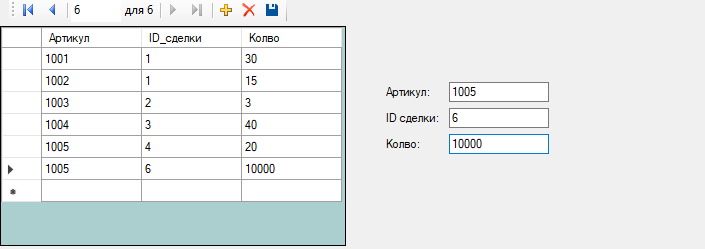 6 для 6
Артикул ID_сделки Колво
1001 1 30
1002 1 15
1003 2 3
1004 3 40
1005 4 20
1005 6 10000
Артикул: 1005
ID сделки: 6
Колво: 10000